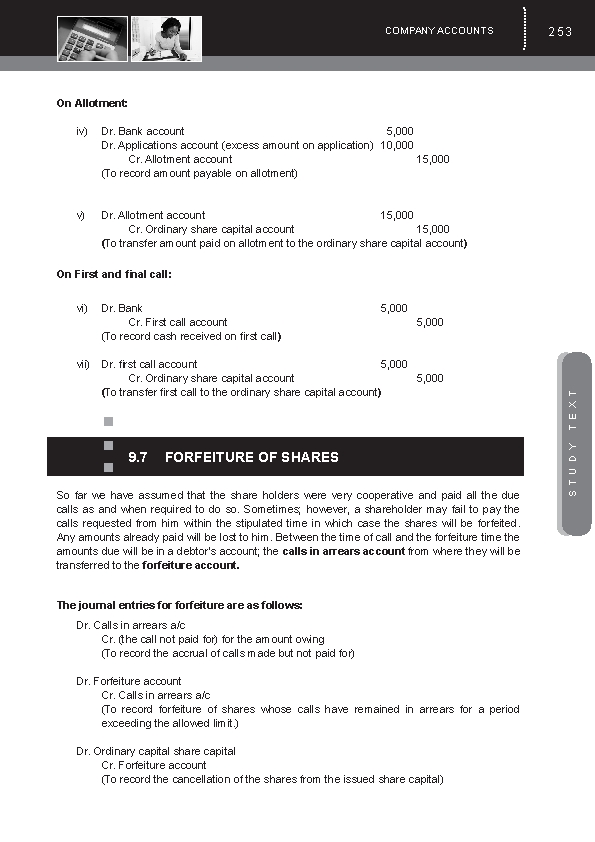 COMPANY ACCOUNTS 253
On Allotment:
iv) Dr. Bank account 5,000
Dr. Applications account (excess amount on application) 10,000
Cr. Allotment account 15,000
(To record amount payable on allotment)
v) Dr. Allotment account 15,000
Cr. Ordinary share capital account 15,000
(To transfer amount paid on allotment to the ordinary share capital account)
On First and final call:
vi) Dr. Bank 5,000
Cr. First call account 5,000
(To record cash received on first call)
vii) Dr. first call account 5,000
Cr. Ordinary share capital account 5,000
(To transfer first call to the ordinary share capital account)
STUDY TEXT
9.7 FORFEITURE OF SHARES
So far we have assumed that the share holders were very cooperative and paid all the due
calls as and when required to do so. Sometimes; however, a shareholder may fail to pay the
calls requested from him within the stipulated time in which case the shares will be forfeited.
Any amounts already paid will be lost to him. Between the time of call and the forfeiture time the
amounts due will be in a debtor's account; the calls in arrears account from where they will be
transferred to the forfeiture account.
The journal entries for forfeiture are as follows:
Dr. Calls in arrears a/c
Cr. (the call not paid for) for the amount owing
(To record the accrual of calls made but not paid for)
Dr. Forfeiture account
Cr. Calls in arrears a/c
(To record forfeiture of shares whose calls have remained in arrears for a period
exceeding the allowed limit.)
Dr. Ordinary capital share capital
Cr. Forfeiture account
(To record the cancellation of the shares from the issued share capital)